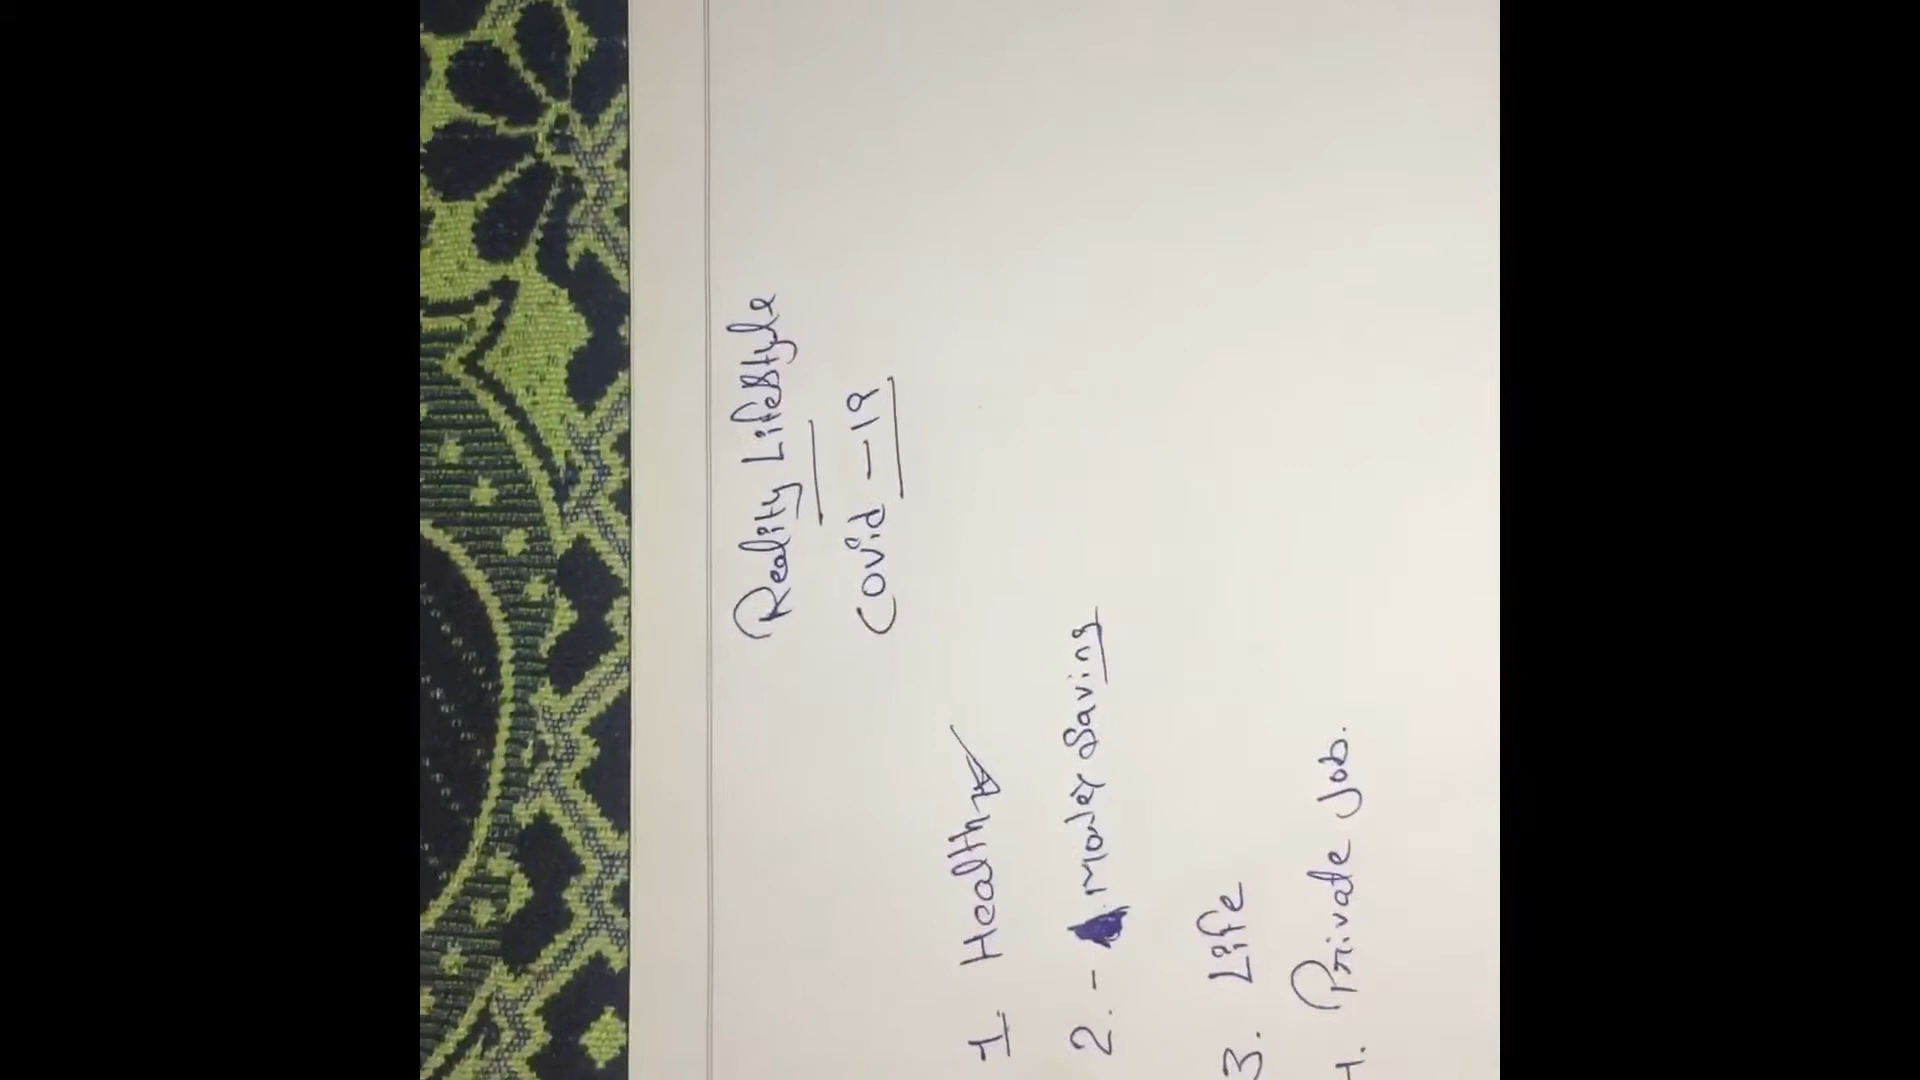 Reality Lifestyle
Covid - 19
1. Health
2. - Money Saving
3. Life
4. Private Job.